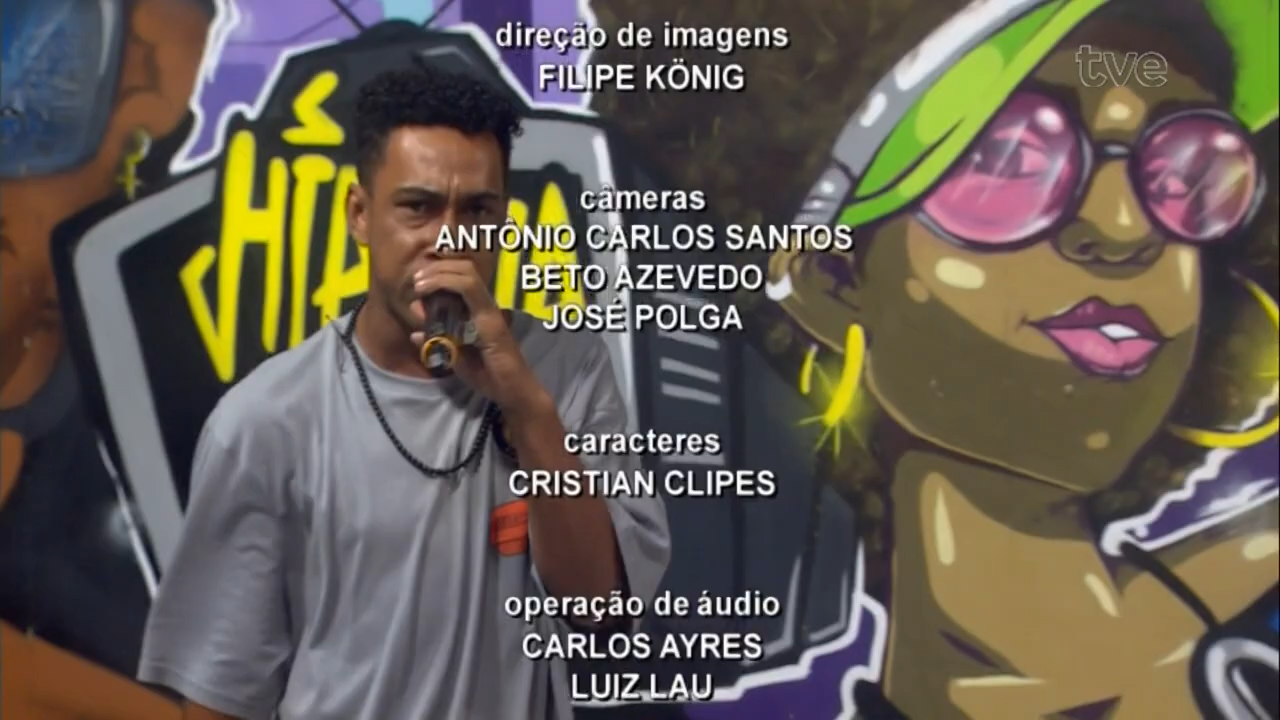 direção de imagens
FILIPE KÖNIG
tve
câmeras
ANTÔNIO CARLOS SANTOS
BETO AZEVEDO
JOSÉ POLGA
caracteres
CRISTIAN CLIPES
operação de áudio
CARLOS AYRES
LUIZ LAU